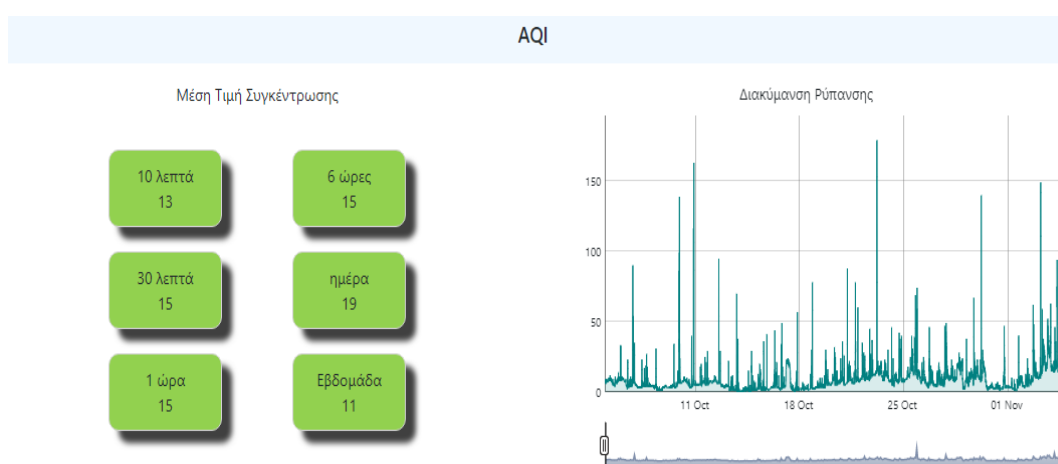 AQI
Μέση Τιμή Συγκέντρωσης
10 λεπτά
13
6 ώρες
15
30 λεπτά
15
ημέρα
19
1 ώρα
15
Εβδομάδα
11
Διακύμανση Ρύπανσης
150
100
50
0
11 Oct
18 Oct
25 Oct
01 Nov